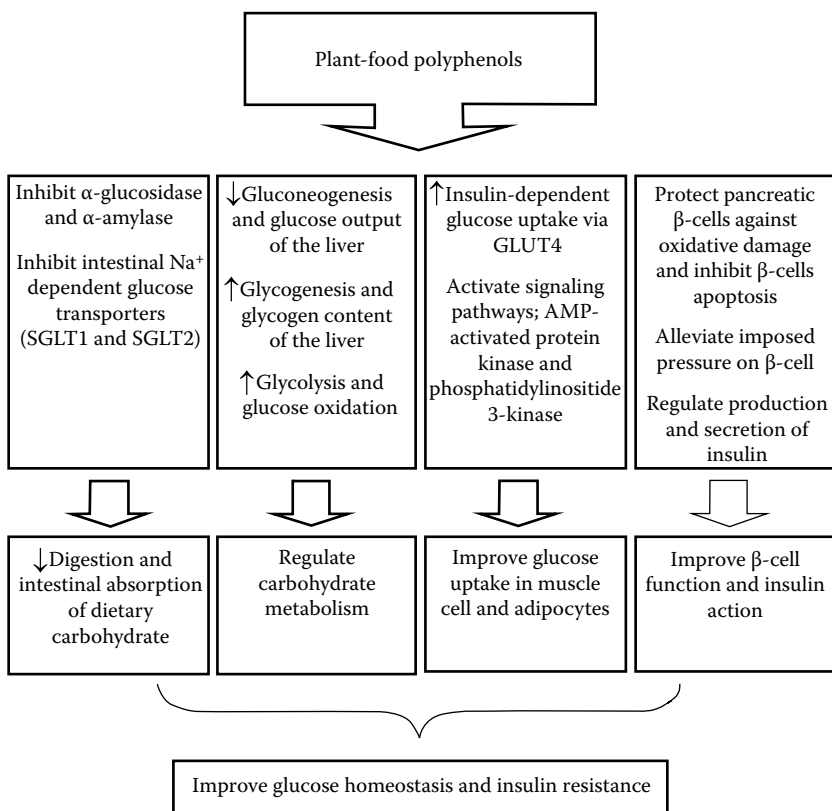 Plant-food polyphenols
Inhibit α-glucosidase
and α-amylase
Inhibit intestinal Na⁺
dependent glucose
transporters
(SGLT1 and SGLT2)
↓Gluconeogenesis
and glucose output
of the liver
↑Glycogenesis and
glycogen content
of the liver
↑Glycolysis and
glucose oxidation
↑Insulin-dependent
glucose uptake via
GLUT4
Activate signaling
pathways; AMP-
activated protein
kinase and
phosphatidylinositide
3-kinase
Protect pancreatic
β-cells against
oxidative damage
and inhibit β-cells
apoptosis
Alleviate imposed
pressure on β-cell
Regulate production
and secretion of
insulin
↓Digestion and
intestinal absorption
of dietary
carbohydrate
Regulate
carbohydrate
metabolism
Improve glucose
uptake in muscle
cell and adipocytes
Improve β-cell
function and insulin
action
Improve glucose homeostasis and insulin resistance